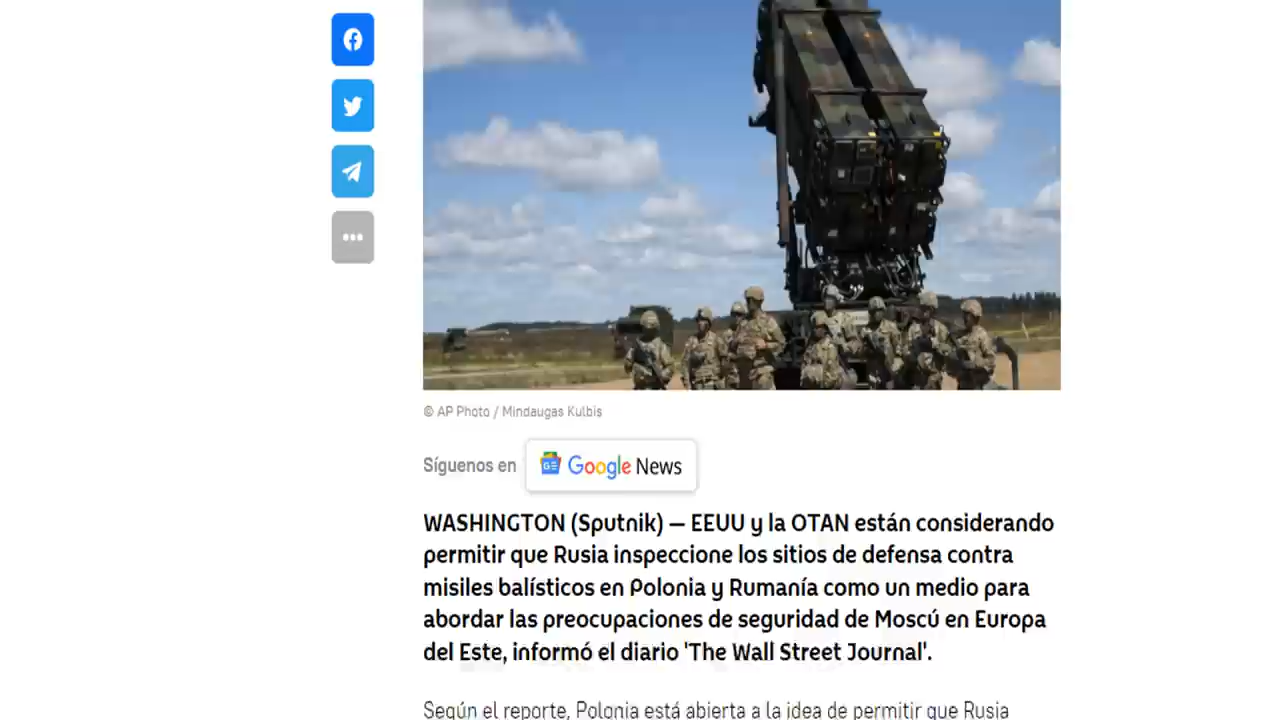 © AP Photo / Mindaugas Kulbis
Síguenos en
GE Google News
WASHINGTON (Sputnik) — EEUU y la OTAN están considerando
permitir que Rusia inspeccione los sitios de defensa contra
misiles balísticos en Polonia y Rumanía como un medio para
abordar las preocupaciones de seguridad de Moscú en Europa
del Este, informó el diario 'The Wall Street Journal'.
Según el reporte, Polonia está abierta a la idea de permitir que Rusia